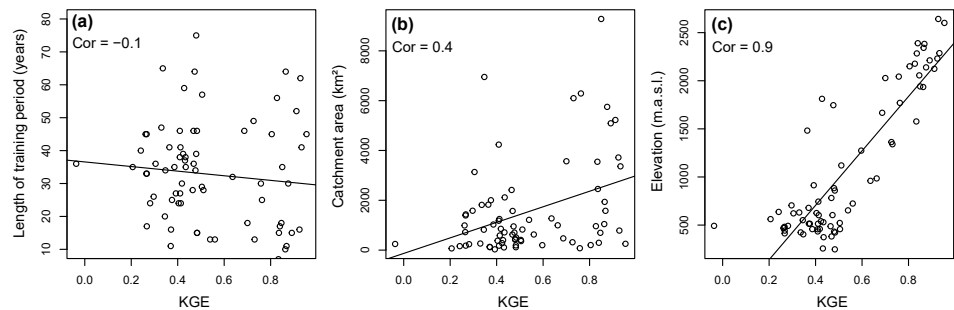 (a)
Cor = −0.1
Length of training period (years)
10 20 30 40 50 60 70 80
0.0 0.2 0.4 0.6 0.8
KGE
(b)
Cor = 0.4
Catchment area (km²)
0 2000 4000 6000 8000
0.0 0.2 0.4 0.6 0.8
KGE
(c)
Cor = 0.9
Elevation (m.a.s.l.)
500 1000 1500 2000 2500
0.0 0.2 0.4 0.6 0.8
KGE